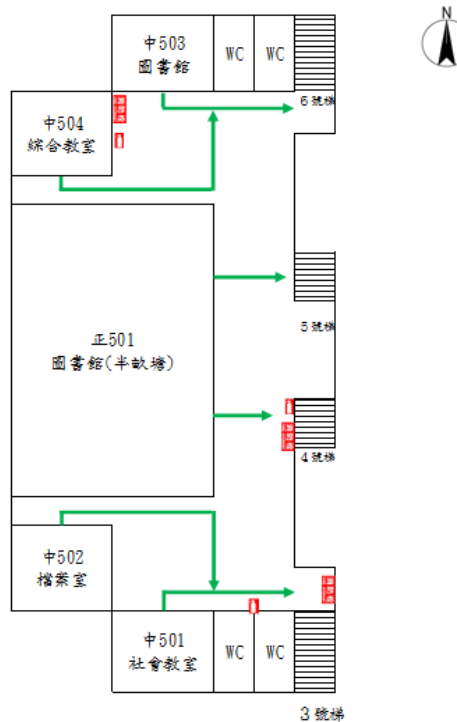 N
中503
圖書館
WC
WC
6號梯
中504
綜合教室
5號梯
正501
圖書館(半畝塘)
4號梯
中502
檔案室
中501
社會教室
WC
WC
3號梯